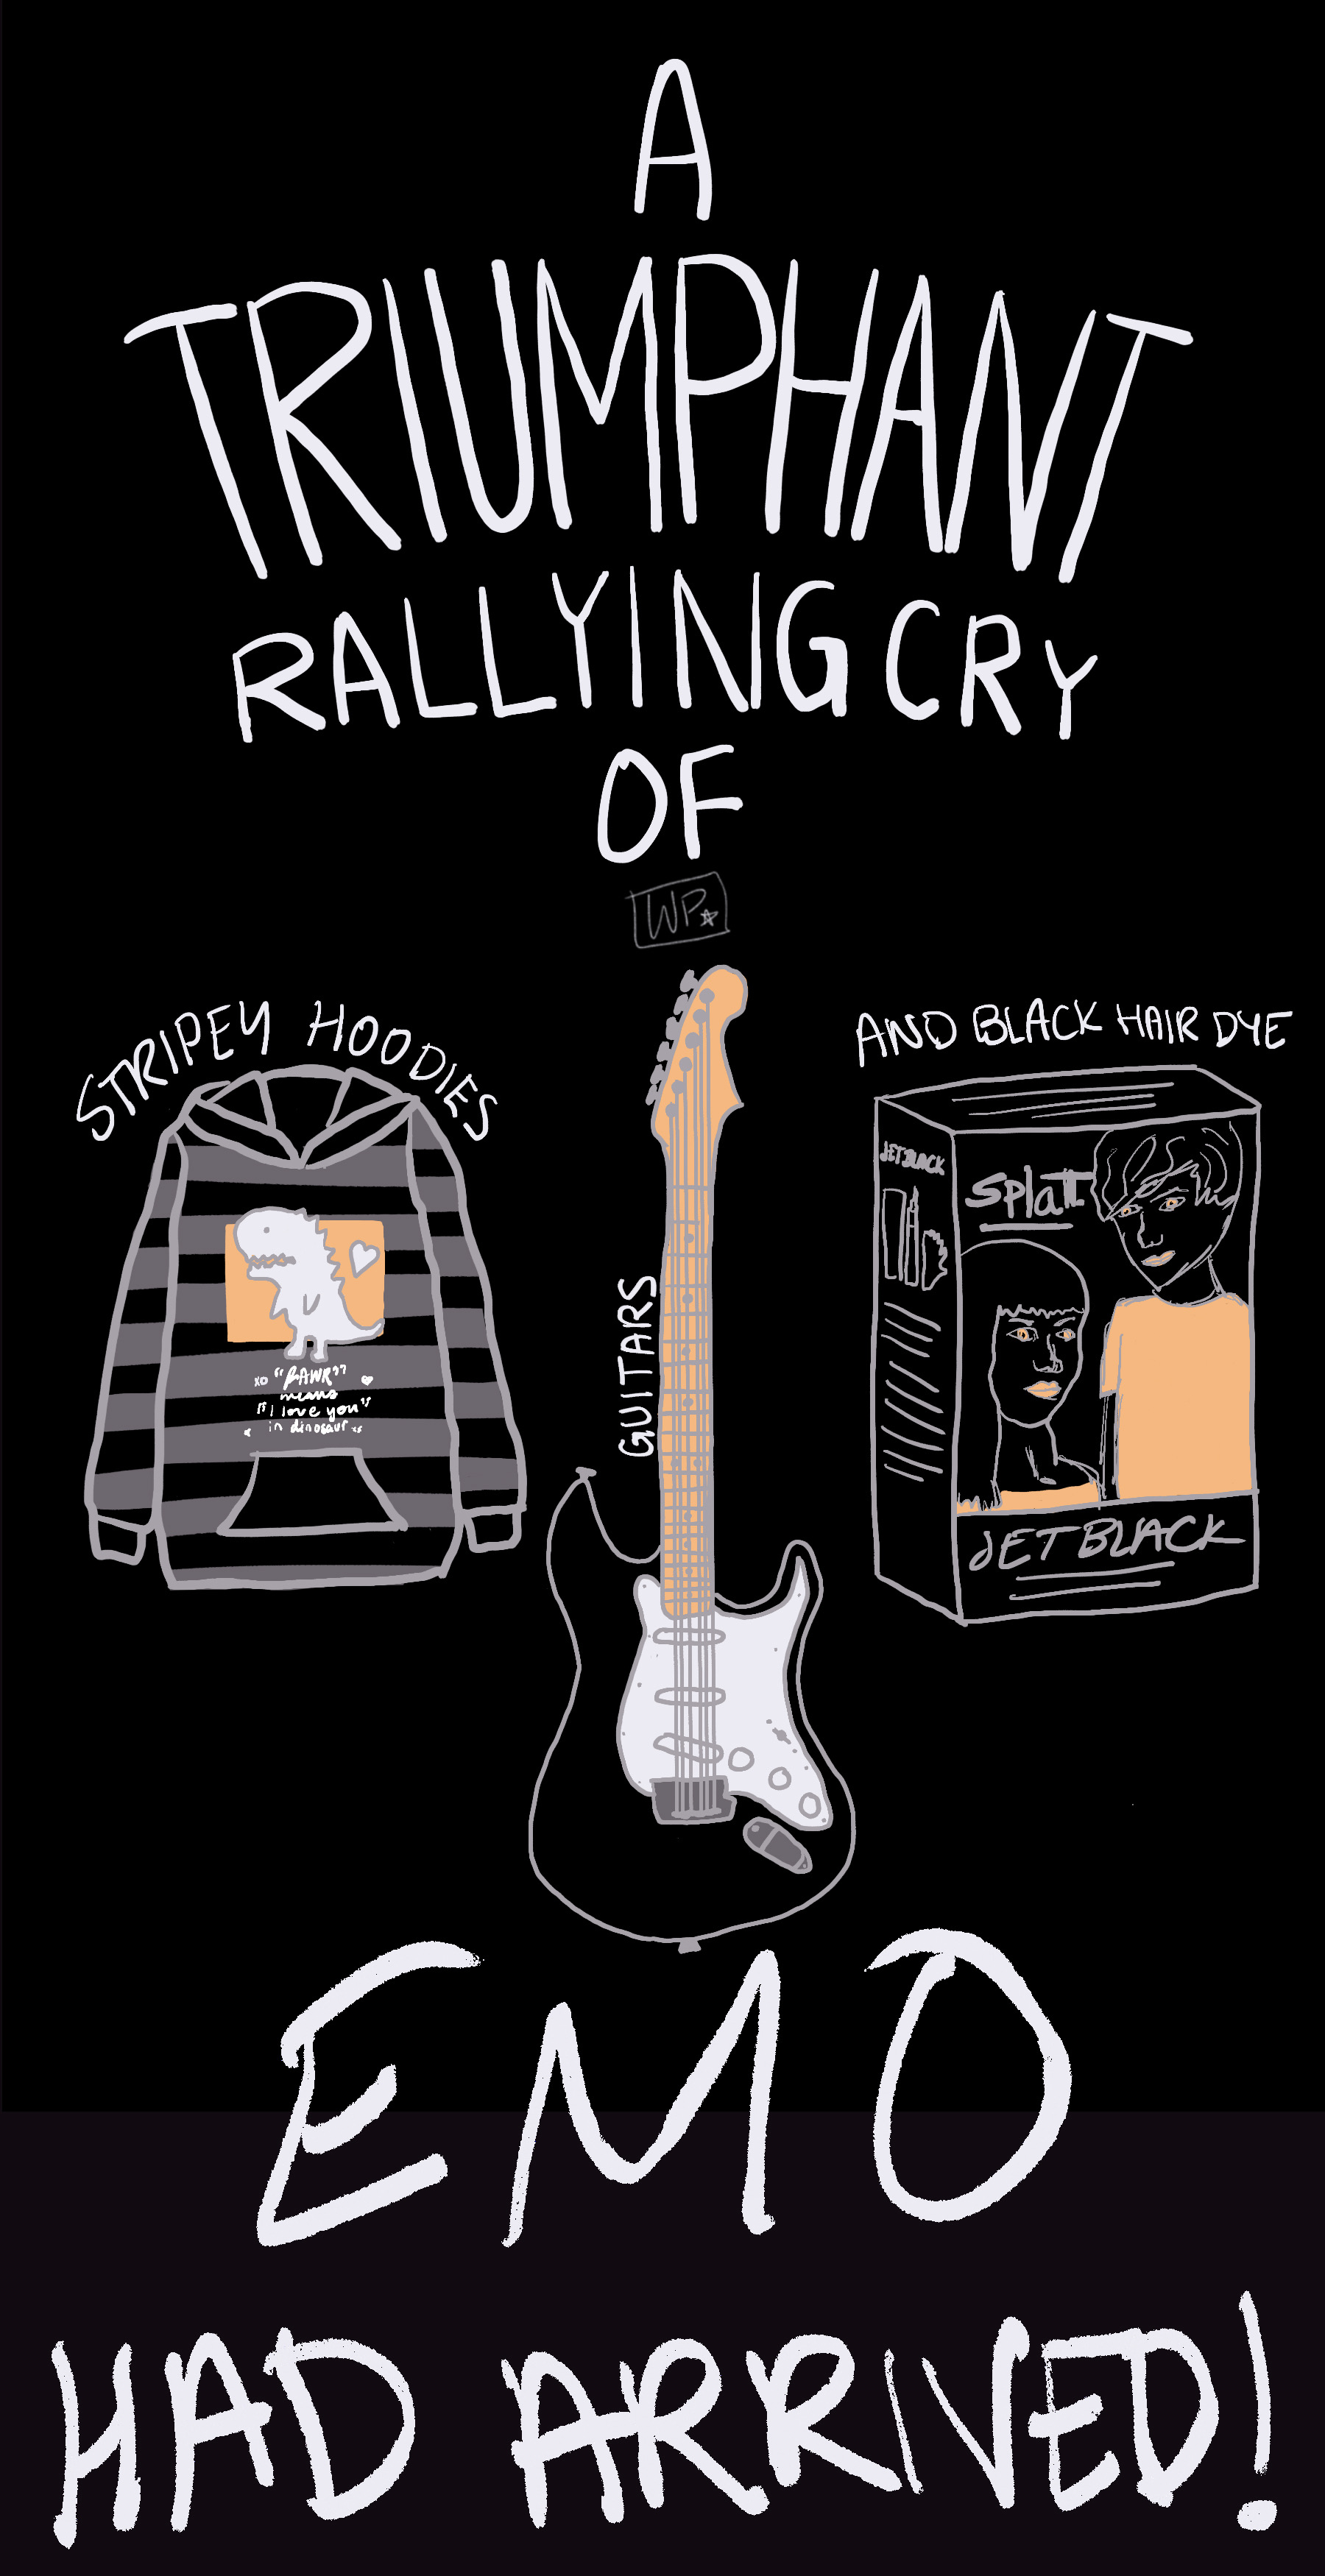 A
TRIUMPHANT
RALLYING CRY
OF
WP
STRIPEY HOODIES
xo "RAWR"
means
"I love you"
in dinosaur
GUITARS
AND BLACK HAIR DYE
JET BLACK
Splatt
JET BLACK
EMO
HAD ARRIVED!